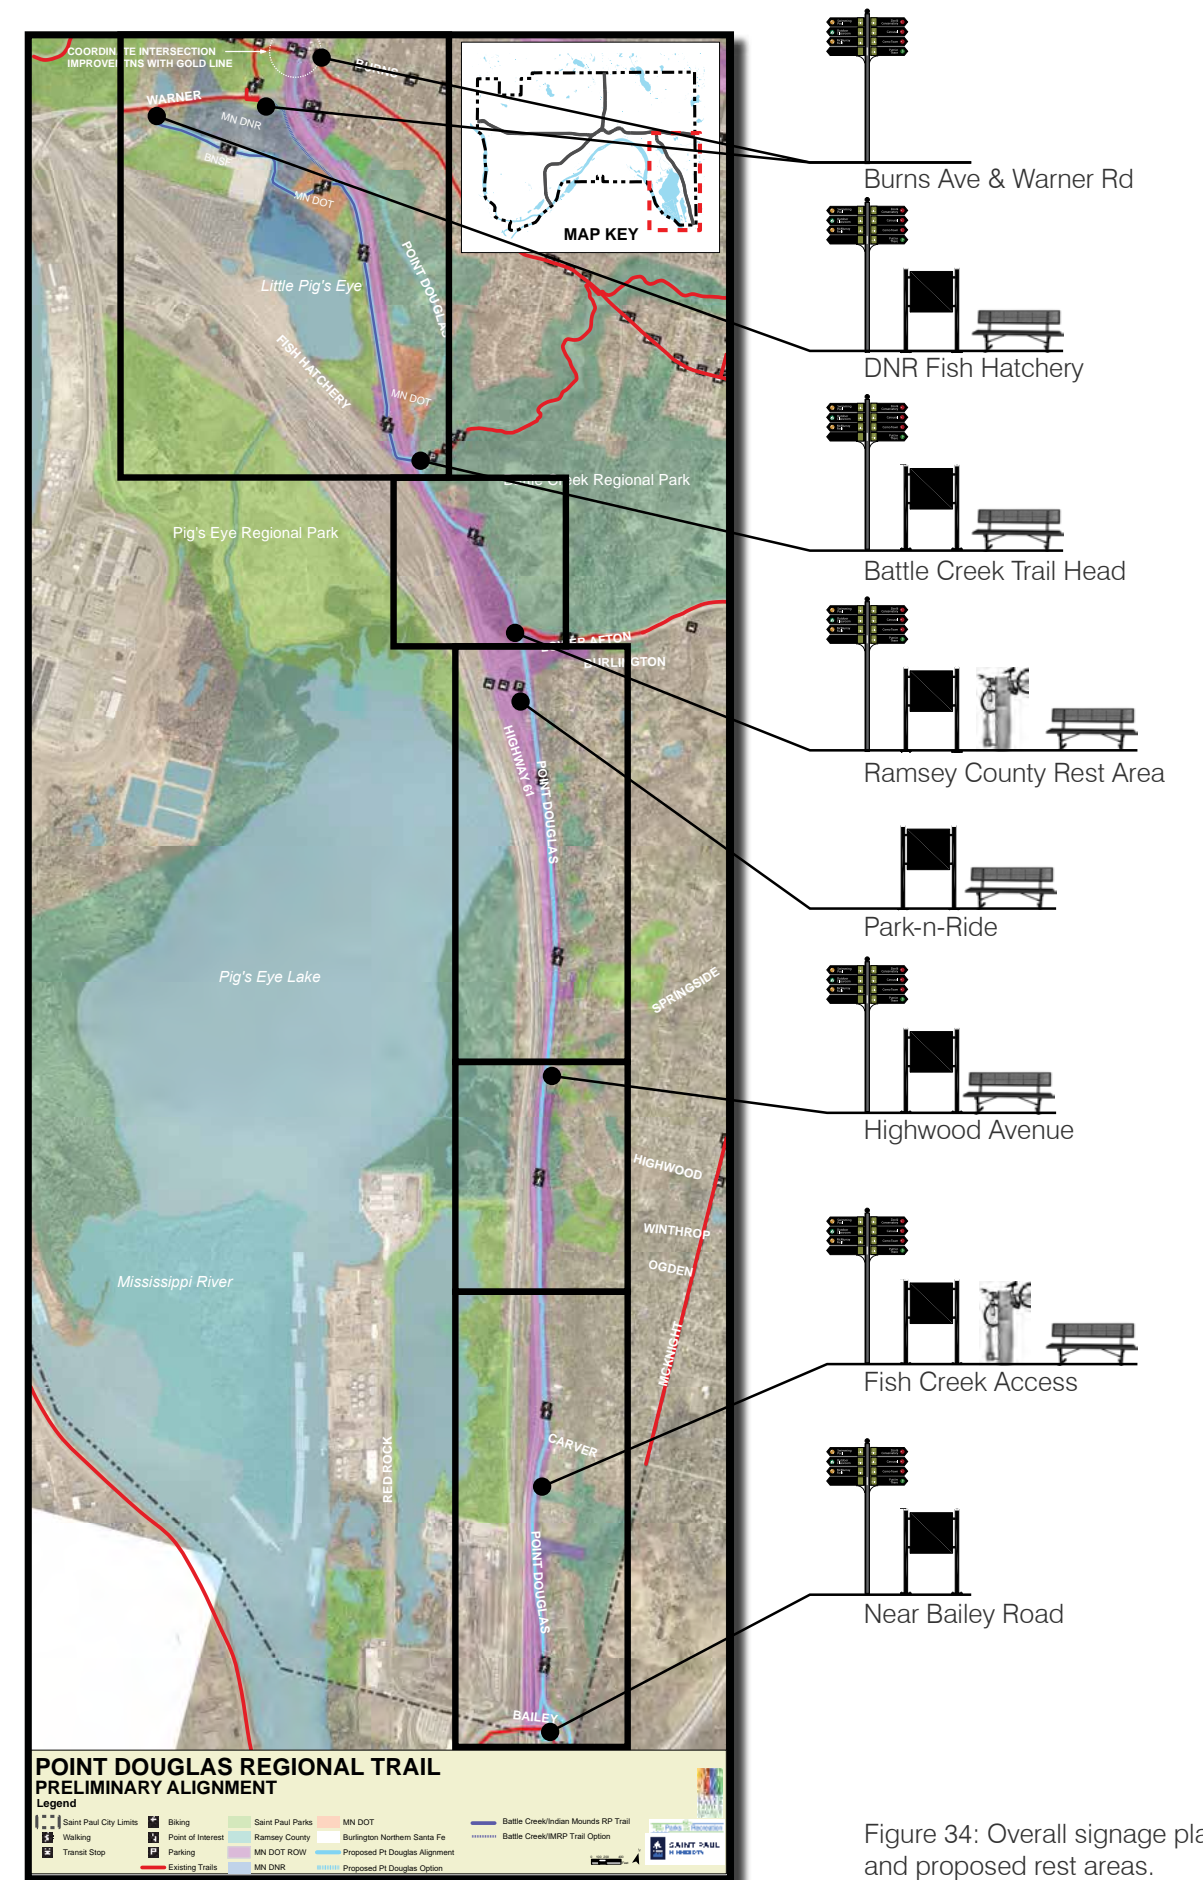 COORDINATE INTERSECTION
IMPROVEMTNS WITH GOLD LINE
BURNS
WARNER
MN DNR
BNSF
MN DOT
POINT DOUGLAS
Little Pig's Eye
FISH HATCHERY
MN DOT
MAP KEY
Battle Creek Regional Park
Pig's Eye Regional Park
LOWER AFTON
BURLINGTON
HIGHWAY 61
POINT DOUGLAS
Pig's Eye Lake
SPRINGSIDE
HIGHWOOD
WINTHROP
OGDEN
Mississippi River
MCKNIGHT
RED ROCK
CARVER
POINT DOUGLAS
BAILEY
Burns Ave & Warner Rd
DNR Fish Hatchery
Battle Creek Trail Head
Ramsey County Rest Area
Park-n-Ride
Highwood Avenue
Fish Creek Access
Near Bailey Road
POINT DOUGLAS REGIONAL TRAIL
PRELIMINARY ALIGNMENT
Legend
Saint Paul City Limits
Biking
Saint Paul Parks
MN DOT
Battle Creek/Indian Mounds RP Trail
Walking
Point of Interest
Ramsey County
Burlington Northern Santa Fe
Battle Creek/IMRP Trail Option
Transit Stop
Parking
MN DOT ROW
Proposed Pt Douglas Alignment
Existing Trails
MN DNR
Proposed Pt Douglas Option
SAINT PAUL
Figure 34: Overall signage pla
and proposed rest areas.